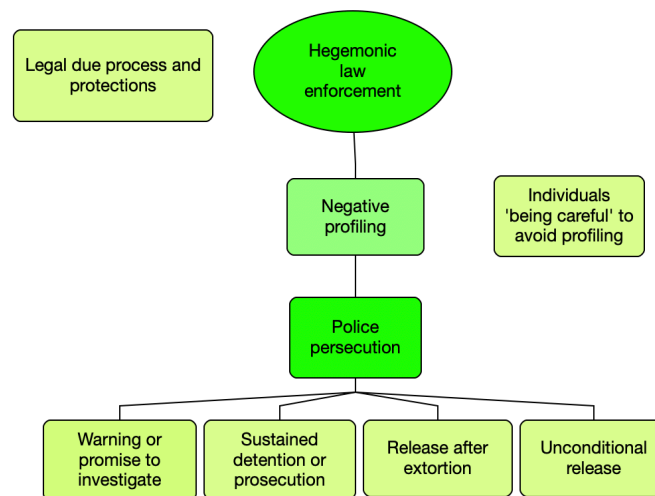 Legal due process and
protections
Hegemonic
law
enforcement
Negative
profiling
Individuals
'being careful' to
avoid profiling
Police
persecution
Warning or
promise to
investigate
Sustained
detention or
prosecution
Release after
extortion
Unconditional
release